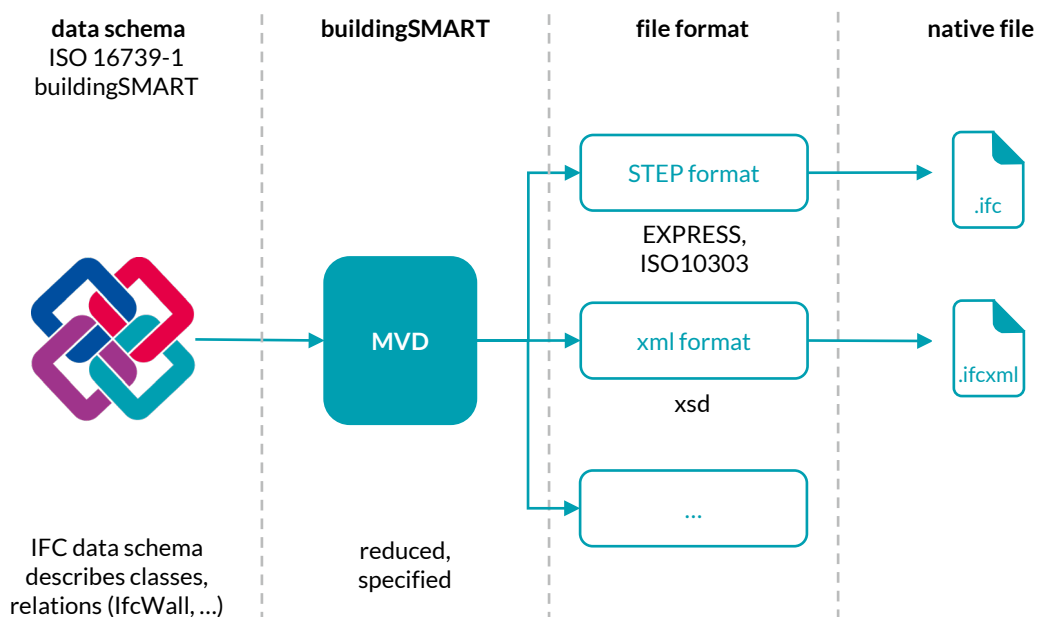 data schema
ISO 16739-1
buildingSMART
buildingSMART
file format
native file
STEP format
.ifc
EXPRESS,
ISO10303
MVD
xml format
.ifcxml
xsd
...
IFC data schema
describes classes,
relations (IfcWall, ...)
reduced,
specified